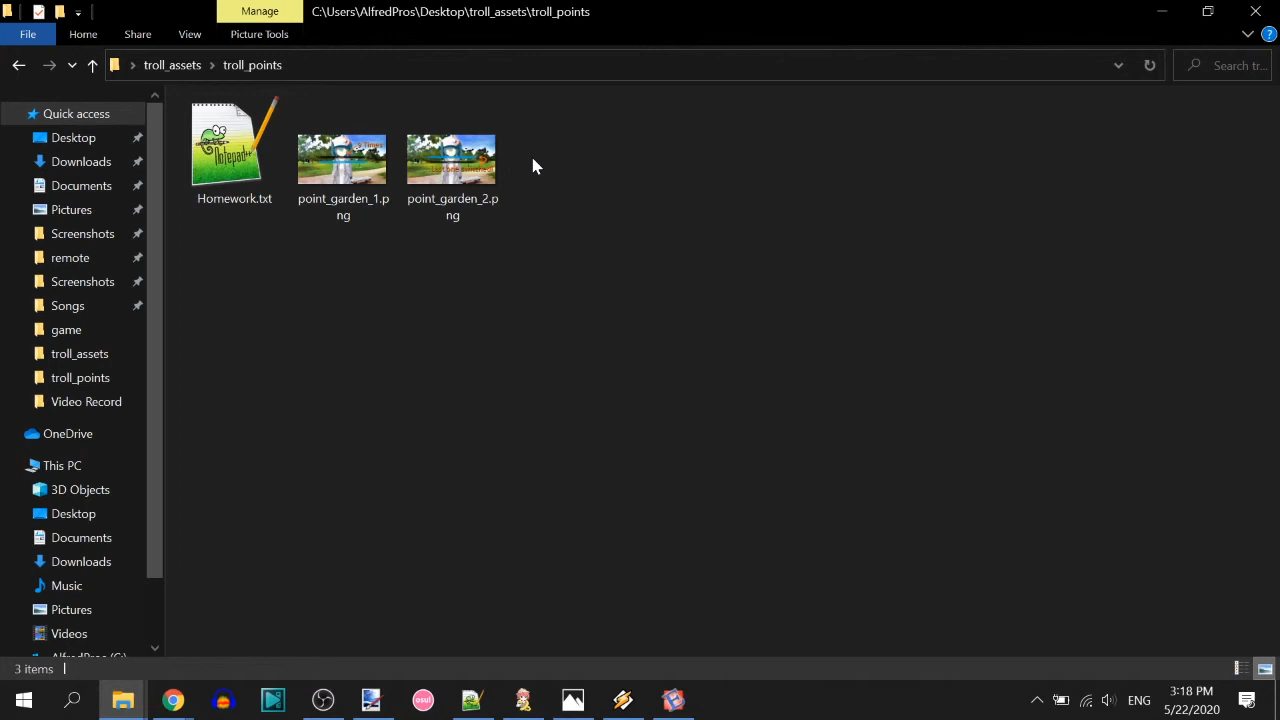 Manage
C:\Users\AlfredPros\Desktop\troll_assets\troll_points
File
Home
Share
View
Picture Tools
troll_assets
troll_points
Search tr...
Quick access
Desktop
Downloads
Documents
Pictures
Screenshots
remote
Screenshots
Songs
game
troll_assets
troll_points
Video Record
OneDrive
This PC
3D Objects
Desktop
Documents
Downloads
Music
Pictures
Videos
AlfredPros (C:)
Notepad++
Homework.txt
point_garden_1.p
ng
point_garden_2.p
ng
3 items
osu!
ENG
3:18 PM
5/22/2020